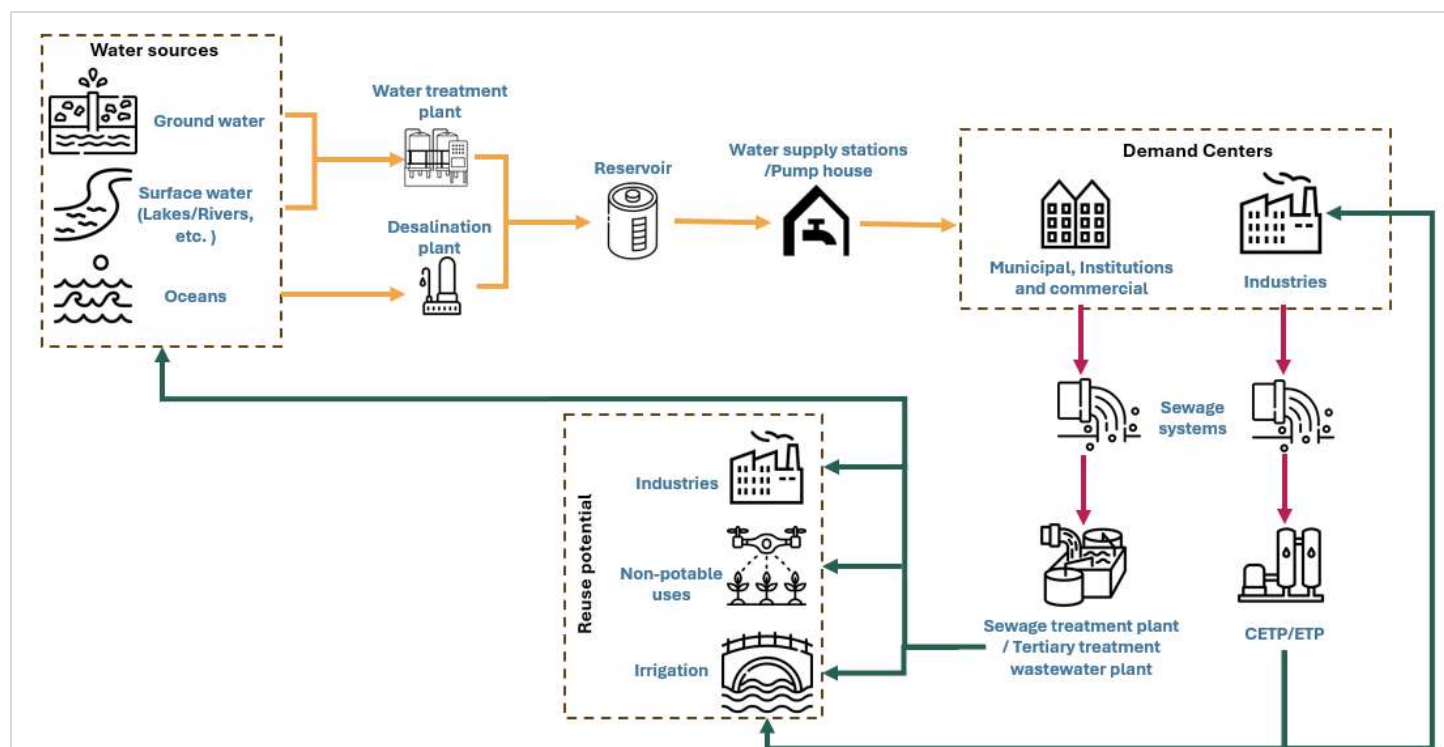 Water sources
Ground water
Surface water
(Lakes/Rivers,
etc. )
Oceans
Water treatment
plant
Desalination
plant
Reservoir
Water supply stations
/Pump house
Demand Centers
Municipal, Institutions
and commercial
Industries
Sewage
systems
Sewage treatment plant
/ Tertiary treatment
wastewater plant
CETP/ETP
Reuse potential
Industries
Non-potable
uses
Irrigation